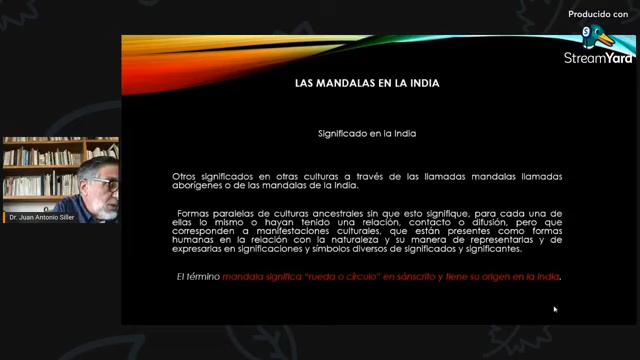 Producido con
StreamYard
LAS MANDALAS EN LA INDIA
Significado en la India
Otros significados en otras culturas a través de las llamadas mandalas llamadas
aborígenes o de las mandalas de la India.
Formas paralelas de culturas ancestrales sin que esto signifique, para cada una de
ellas lo mismo o hayan tenido una relación, contacto o difusión, pero que
corresponden a manifestaciones culturales, que están presentes como formas
humanas en la relación con la naturaleza y su manera de representarlas y de
expresarlas en significaciones y símbolos diversos de significados y significantes.
El término mandala significa "rueda o círculo" en sánscrito y tiene su origen en la India.
Dr. Juan Antonio Siller